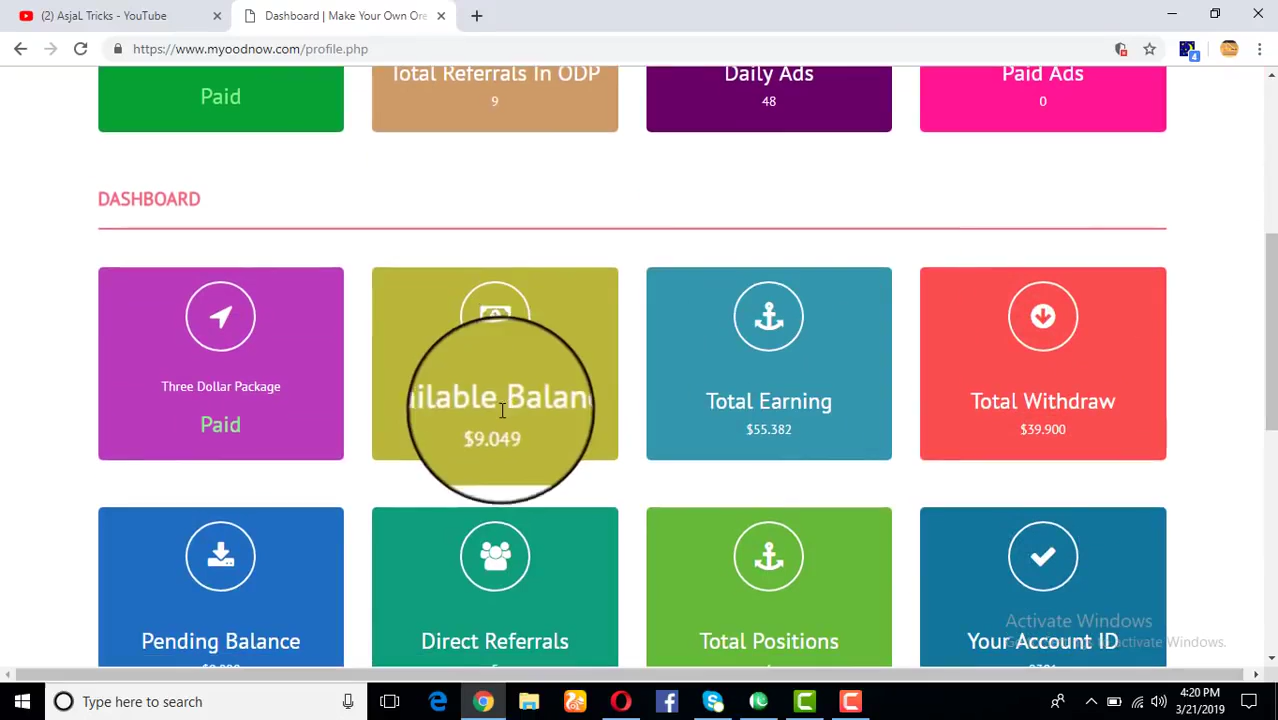 (2) AsjaL Tricks - YouTube
Dashboard | Make Your Own Ore
https://www.myoodnow.com/profile.php
4
Paid
Total Referrals In ODP
9
Daily Ads
48
Paid Ads
0
DASHBOARD
Three Dollar Package
Paid
ilable Balanc
$9.049
Total Earning
$55.382
Total Withdraw
$39.900
Pending Balance
Direct Referrals
Total Positions
Your Account ID
Activate Windows
Type here to search
4:20 PM
3/21/2019